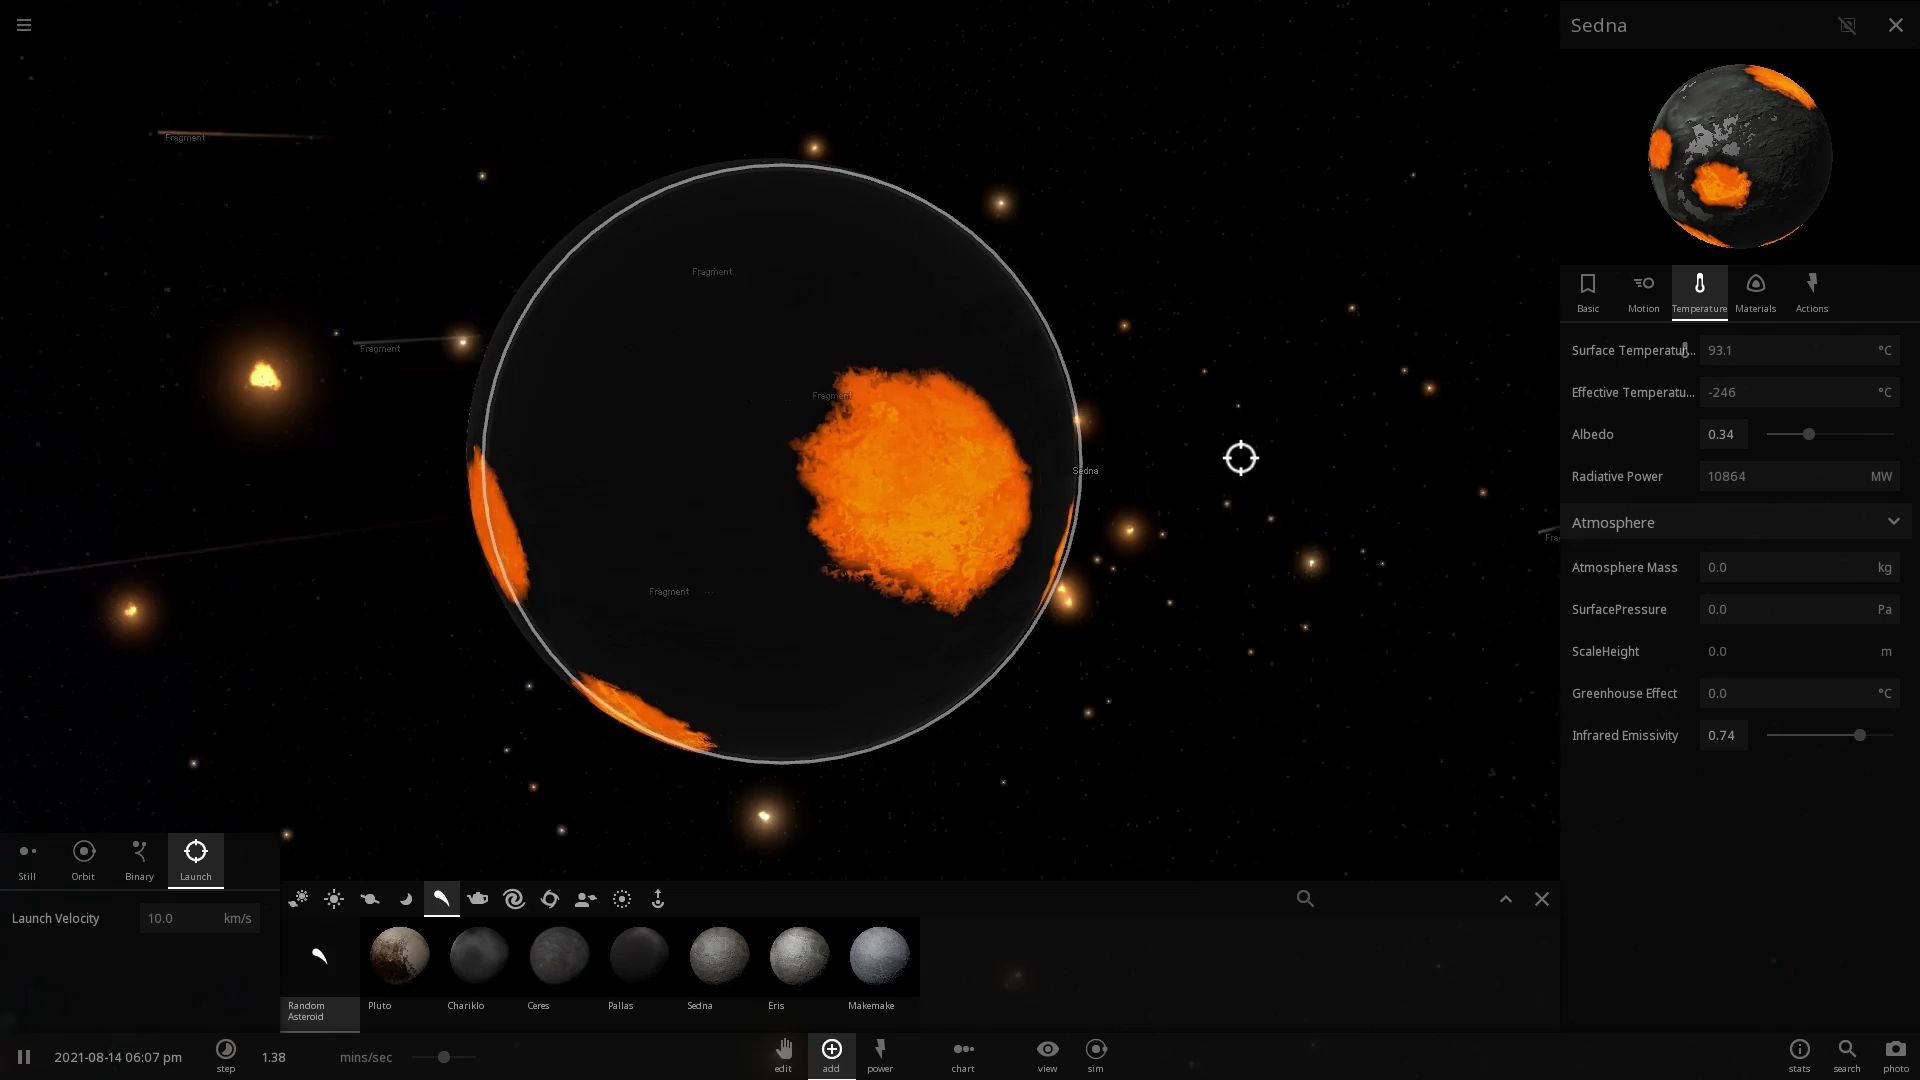 Sedna
Fragment
Fragment
Fragment
Fragment
Sedna
Fragment
Basic
Motion
Temperature
Materials
Actions
Surface Temperatur... 93.1 °C
Effective Temperatu... -246 °C
Albedo 0.34
Radiative Power 10864 MW
Atmosphere
Atmosphere Mass 0.0 kg
SurfacePressure 0.0 Pa
ScaleHeight 0.0 m
Greenhouse Effect 0.0 °C
Infrared Emissivity 0.74
Still
Orbit
Binary
Launch
Launch Velocity 10.0 km/s
Random
Asteroid
Pluto
Chariklo
Ceres
Pallas
Sedna
Eris
Makemake
2021-08-14 06:07 pm
step
1.38 mins/sec
edit
add
power
chart
view
sim
stats
search
photo